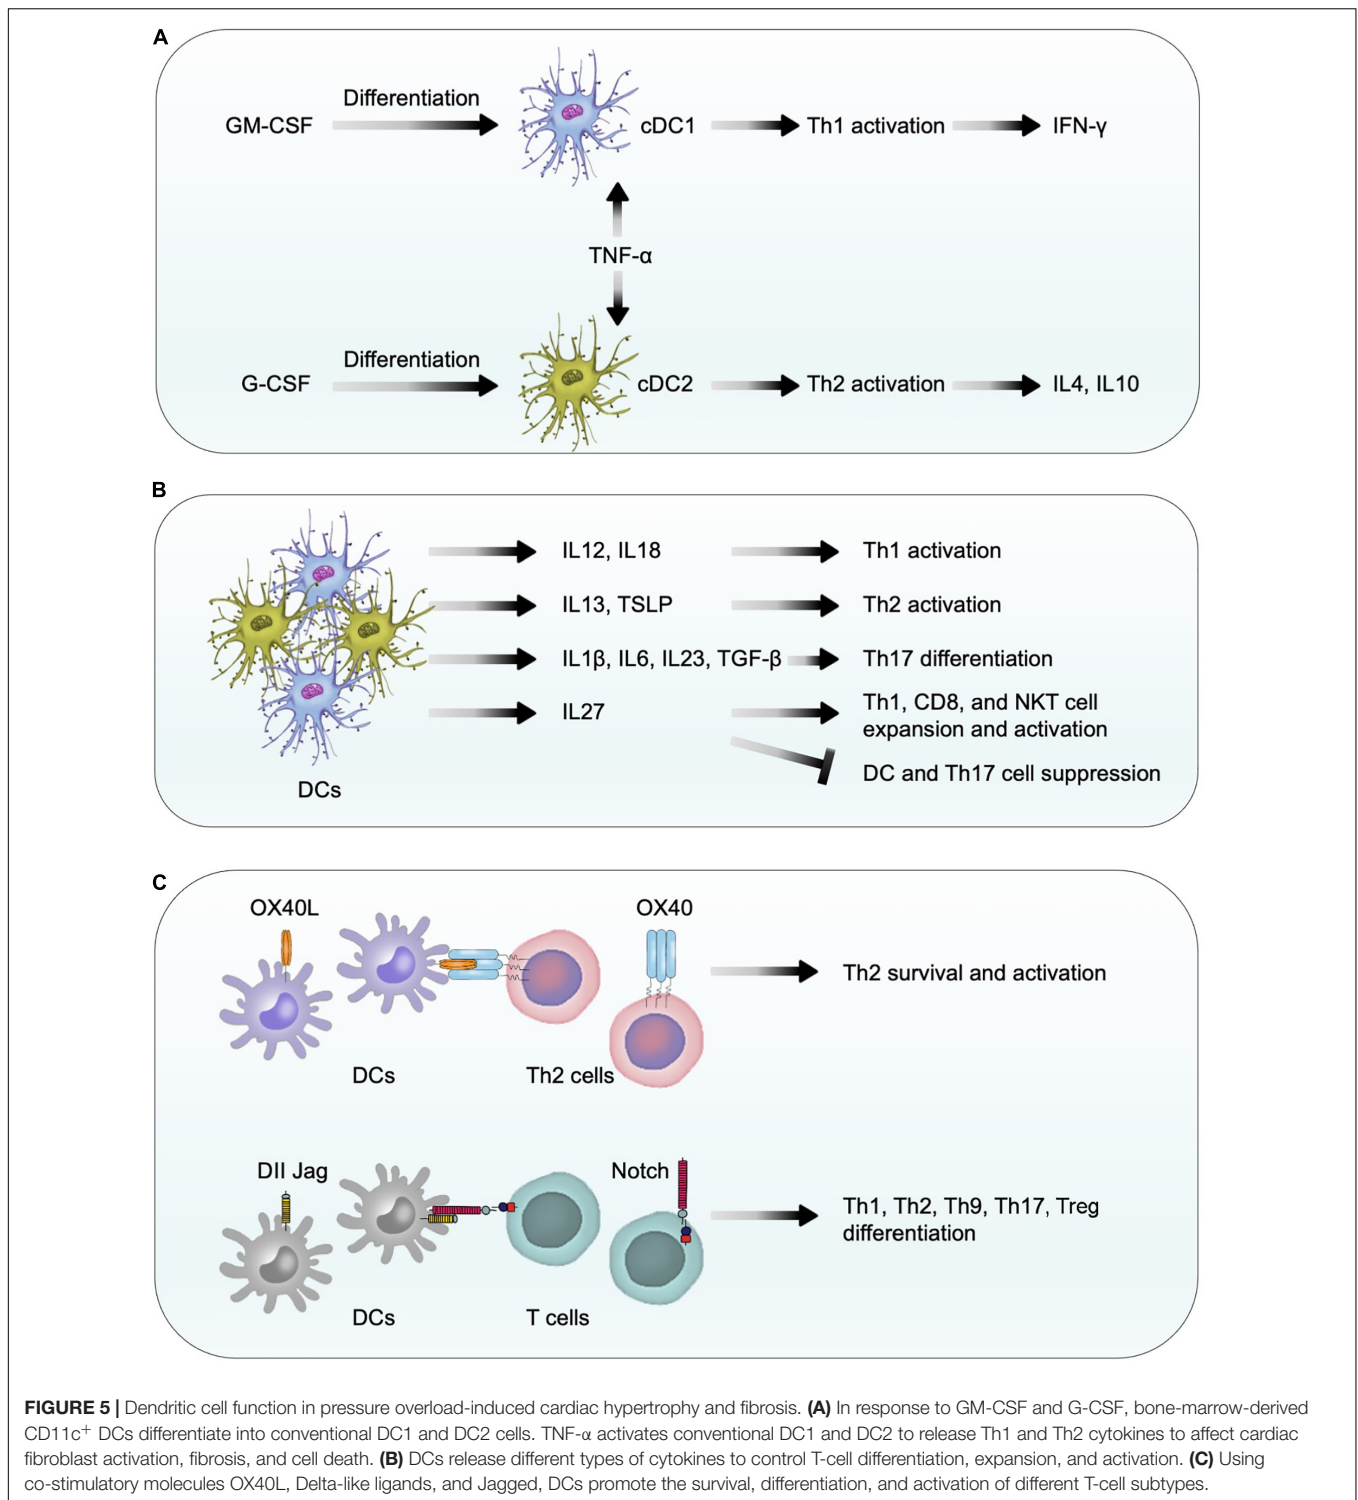 A
Differentiation
GM-CSF
cDC1
Th1 activation
IFN-γ
TNF-α
Differentiation
G-CSF
cDC2
Th2 activation
IL4, IL10
B
IL12, IL18
Th1 activation
IL13, TSLP
Th2 activation
IL1β, IL6, IL23, TGF-β
Th17 differentiation
IL27
Th1, CD8, and NKT cell
expansion and activation
DC and Th17 cell suppression
DCs
C
OX40L
OX40
Th2 survival and activation
DCs
Th2 cells
DII Jag
Notch
Th1, Th2, Th9, Th17, Treg
differentiation
DCs
T cells
FIGURE 5 | Dendritic cell function in pressure overload-induced cardiac hypertrophy and fibrosis. (A) In response to GM-CSF and G-CSF, bone-marrow-derived
CD11c+ DCs differentiate into conventional DC1 and DC2 cells. TNF-α activates conventional DC1 and DC2 to release Th1 and Th2 cytokines to affect cardiac
fibroblast activation, fibrosis, and cell death. (B) DCs release different types of cytokines to control T-cell differentiation, expansion, and activation. (C) Using
co-stimulatory molecules OX40L, Delta-like ligands, and Jagged, DCs promote the survival, differentiation, and activation of different T-cell subtypes.